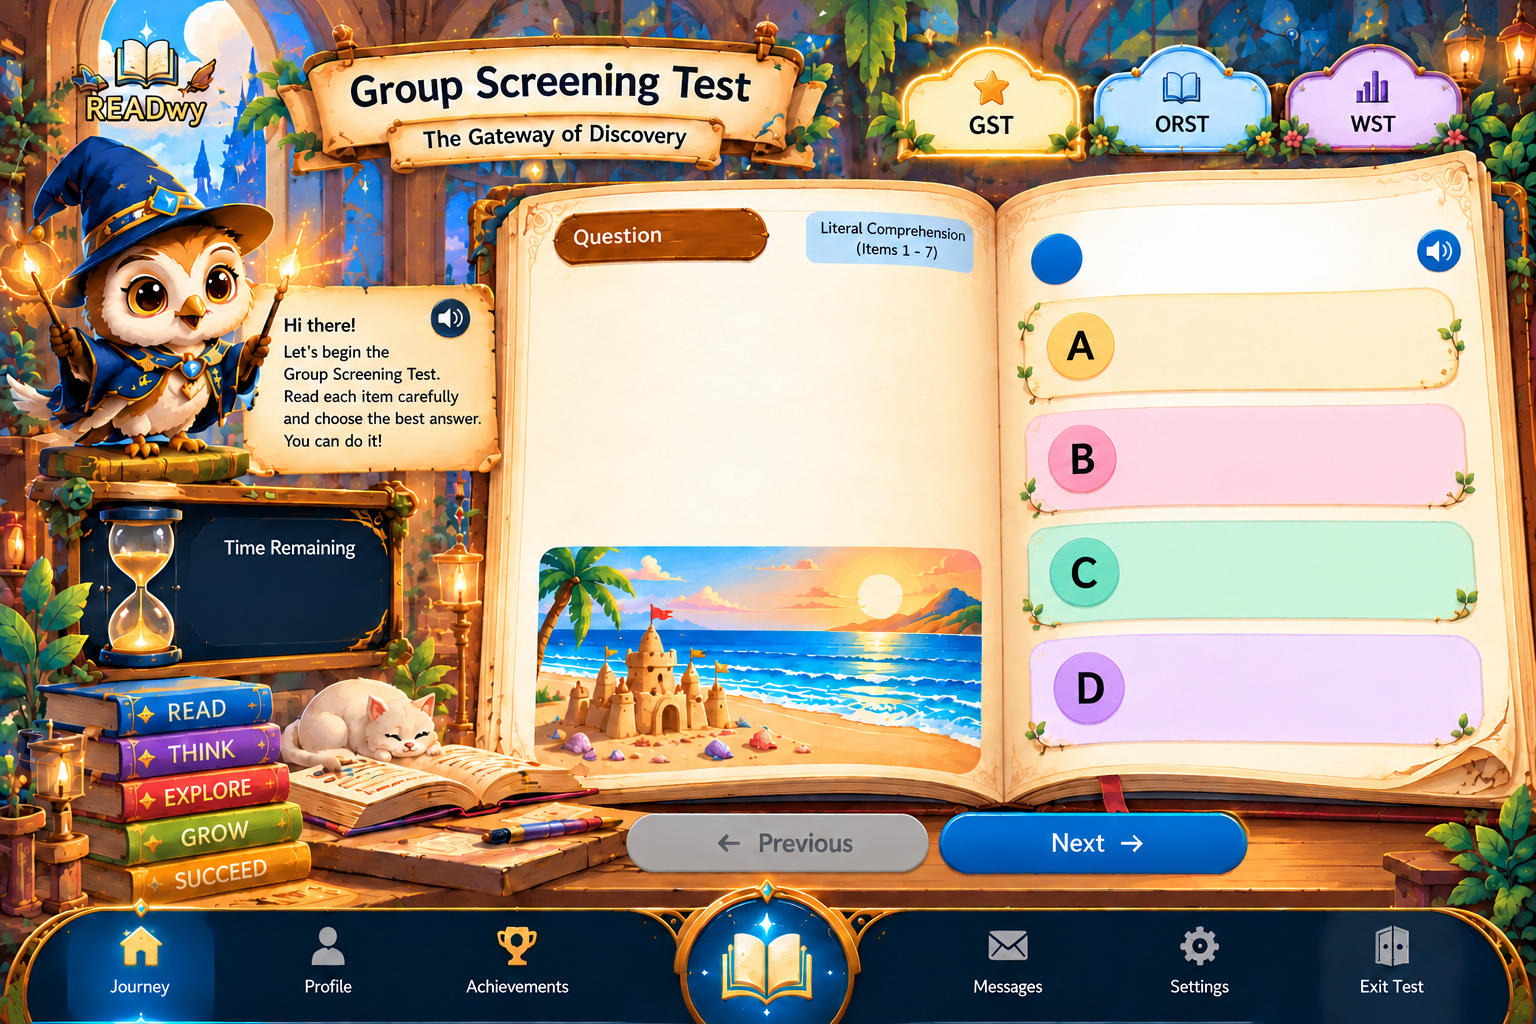 READwy
Group Screening Test
The Gateway of Discovery
GST
ORST
WST
Question
Literal Comprehension
(Items 1 - 7)
Hi there!
Let's begin the
Group Screening Test.
Read each item carefully
and choose the best answer.
You can do it!
A
B
C
D
Time Remaining
READ
THINK
EXPLORE
GROW
SUCCEED
← Previous
Next →
Journey
Profile
Achievements
Messages
Settings
Exit Test